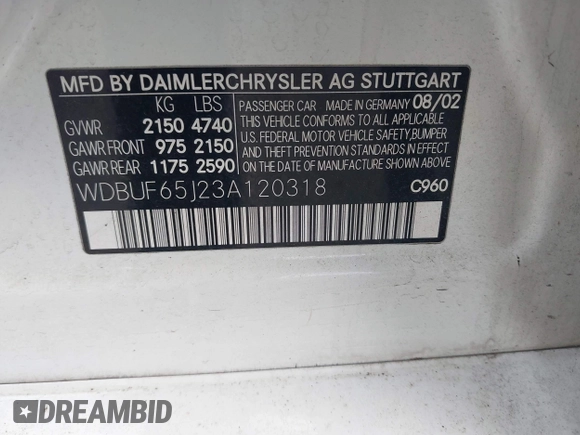 MFD BY DAIMLERCHRYSLER AG STUTTGART
KG LBS
GVWR 2150 4740
GAWR FRONT 975 2150
GAWR REAR 1175 2590
PASSENGER CAR MADE IN GERMANY 08/02
THIS VEHICLE CONFORMS TO ALL APPLICABLE
U.S. FEDERAL MOTOR VEHICLE SAFETY, BUMPER
AND THEFT PREVENTION STANDARDS IN
EFFECT ON THE DATE OF MANUFACTURE
SHOWN ABOVE.
WDBUF65J23A120318
C960
DREAMBID